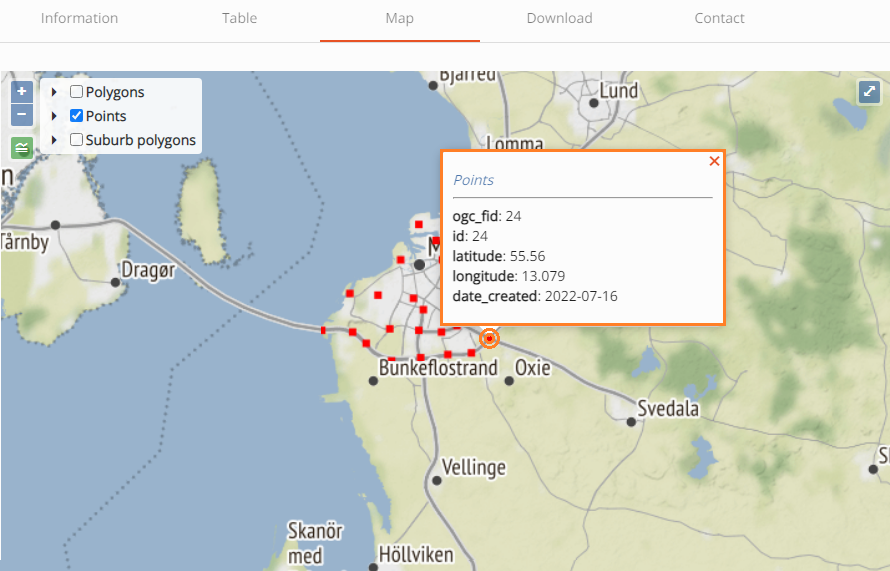 Information Table Map Download Contact
+
−
Polygons
Points
Suburb polygons
Bjärred
Lund
Lomma
Points
ogc_fid: 24
id: 24
latitude: 55.56
longitude: 13.079
date_created: 2022-07-16
n
Tårnby
M
Dragør
Bunkeflostrand
Oxie
Svedala
Vellinge
Skanör
med
Höllviken